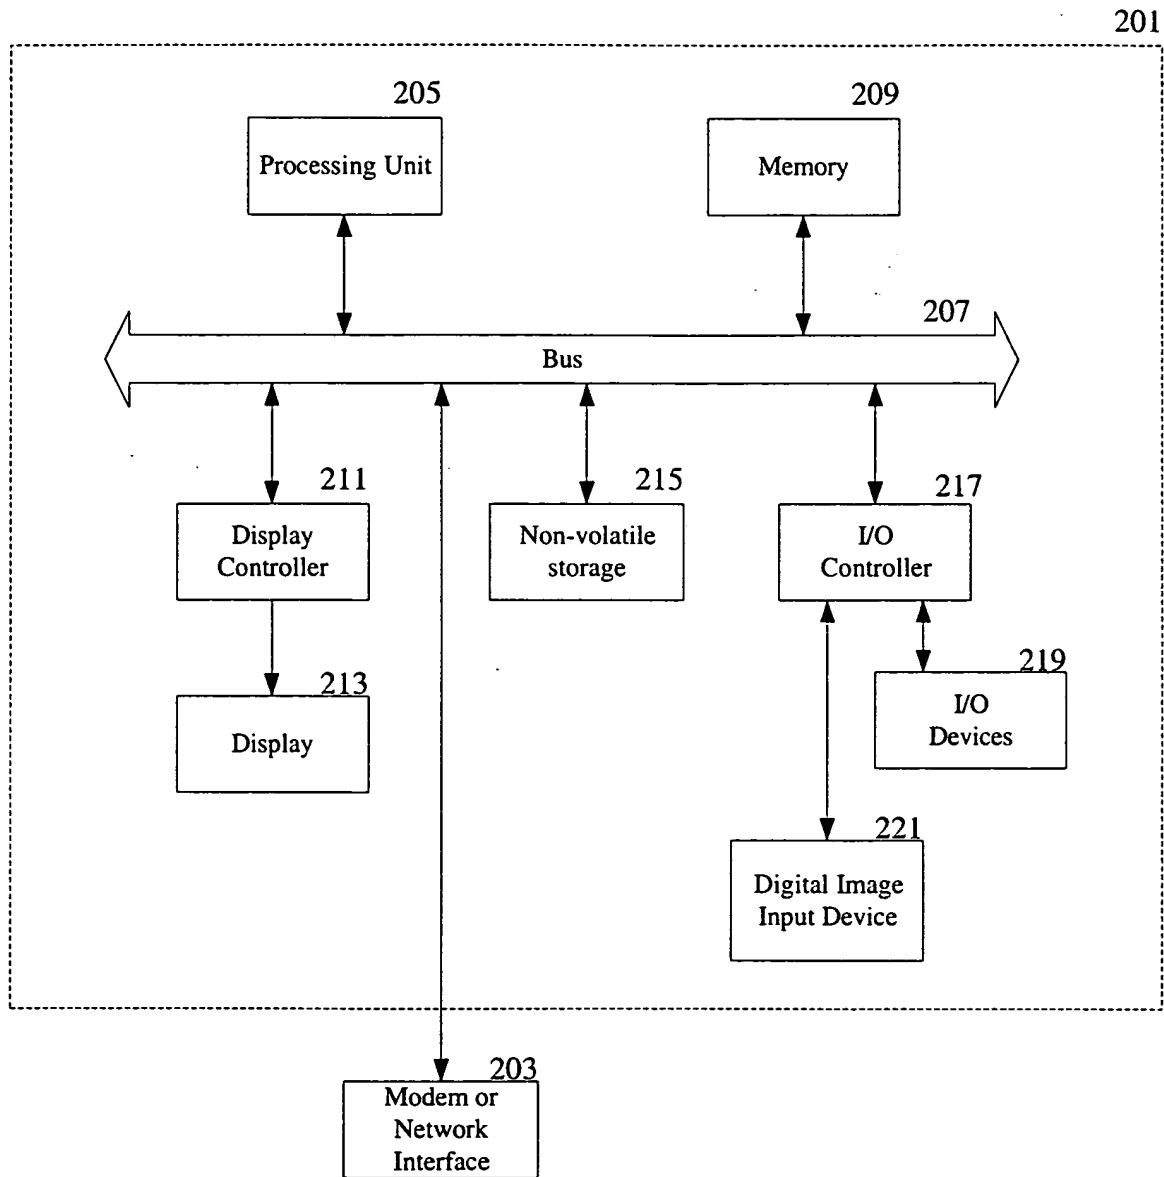 201
205
Processing Unit
209
Memory
207
Bus
211
Display
Controller
215
Non-volatile
storage
217
I/O
Controller
213
Display
219
I/O
Devices
221
Digital Image
Input Device
203
Modem or
Network
Interface